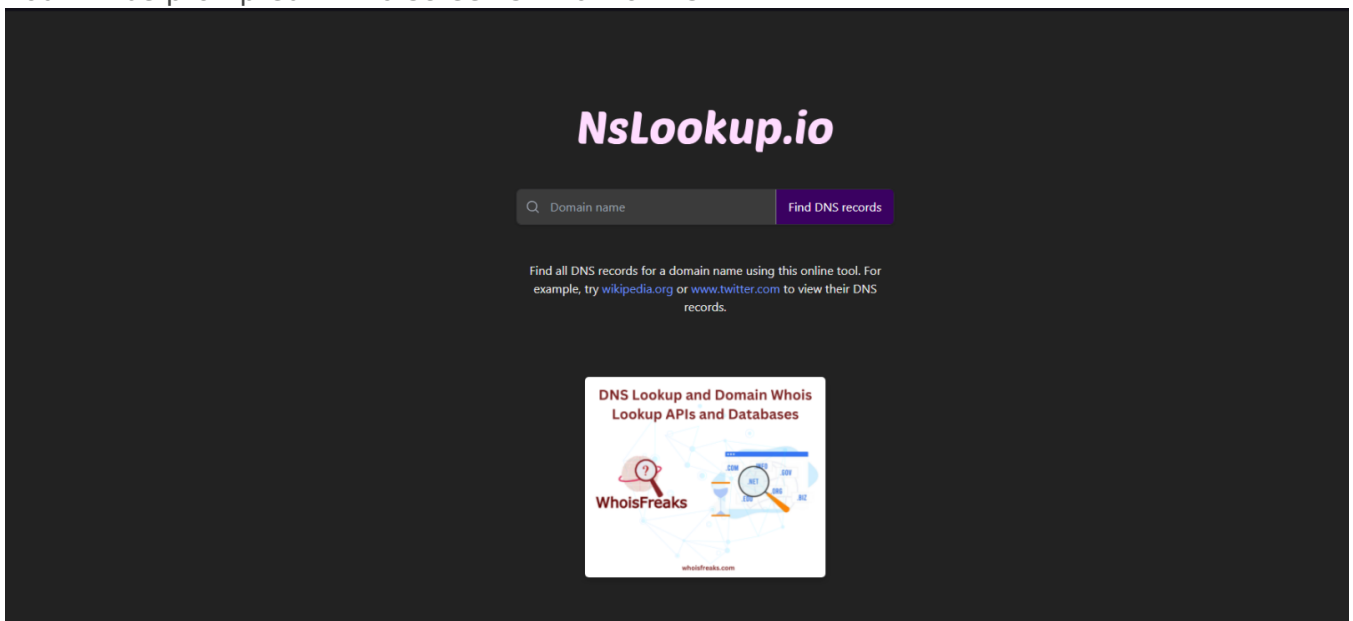 NsLookup.io
Domain name
Find DNS records
Find all DNS records for a domain name using this online tool. For
example, try wikipedia.org or www.twitter.com to view their DNS
records.
DNS Lookup and Domain Whois
Lookup APIs and Databases
?
.COM
.GOV
.NET
.ORG
.BIZ
WhoisFreaks
whoisfreaks.com